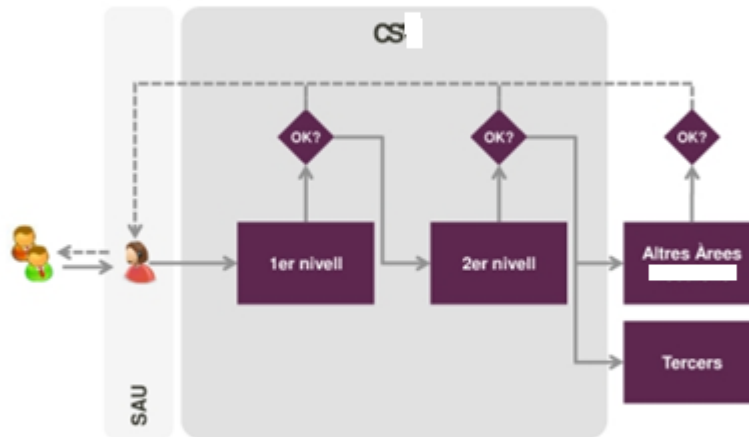 CS
OK?
OK?
OK?
1er nivell
2er nivell
Altres Àrees
Tercers
SAU